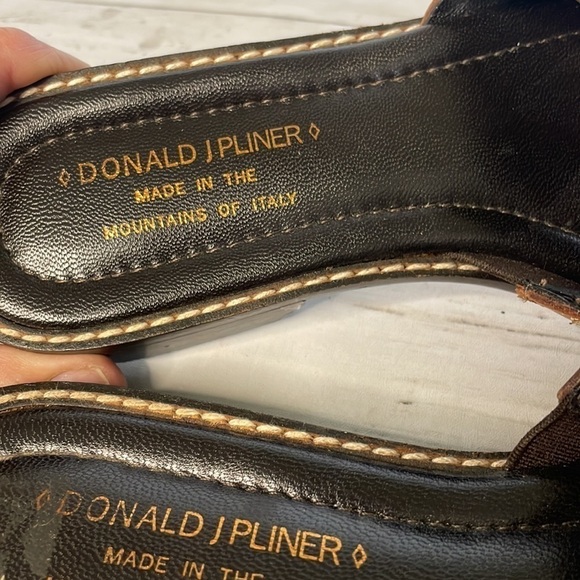 ◊ DONALD J PLINER ◊
MADE IN THE
MOUNTAINS OF ITALY
◊ DONALD J PLINER ◊
MADE IN THE